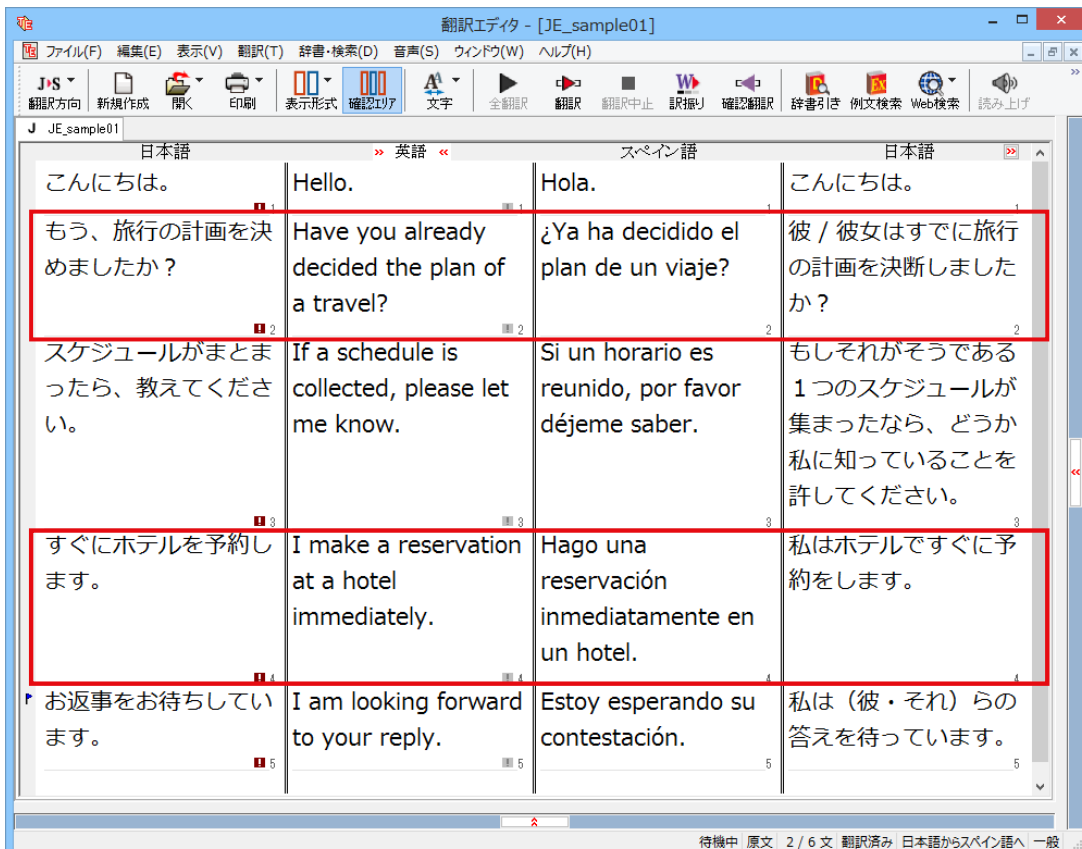 翻訳エディタ - [JE_sample01]
ファイル(F) 編集(E) 表示(V) 翻訳(T) 辞書・検索(D) 音声(S) ウィンドウ(W) ヘルプ(H)
J▸S
翻訳方向 新規作成 開く 印刷 表示形式 確認エリア 文字 全翻訳 翻訳 翻訳中止 訳振り 確認翻訳 辞書引き 例文検索 Web検索 読み上げ
J JE_sample01
日本語 » 英語 « スペイン語 日本語 »
こんにちは。
1
Hello.
1
Hola.
1
こんにちは。
1
もう、旅行の計画を決
めましたか？
2
Have you already
decided the plan of
a travel?
2
¿Ya ha decidido el
plan de un viaje?
2
彼 / 彼女はすでに旅行
の計画を決断しました
か？
2
スケジュールがまとま
ったら、教えてくださ
い。
3
If a schedule is
collected, please let
me know.
3
Si un horario es
reunido, por favor
déjeme saber.
3
もしそれがそうである
１つのスケジュールが
集まったなら、どうか
私に知っていることを
許してください。
3
すぐにホテルを予約し
ます。
4
I make a reservation
at a hotel
immediately.
4
Hago una
reservación
inmediatamente en
un hotel.
4
私はホテルですぐに予
約をします。
4
お返事をお待ちしてい
ます。
5
I am looking forward
to your reply.
5
Estoy esperando su
contestación.
5
私は（彼・それ）らの
答えを待っています。
5
待機中 原文 2 / 6 文 翻訳済み 日本語からスペイン語へ 一般